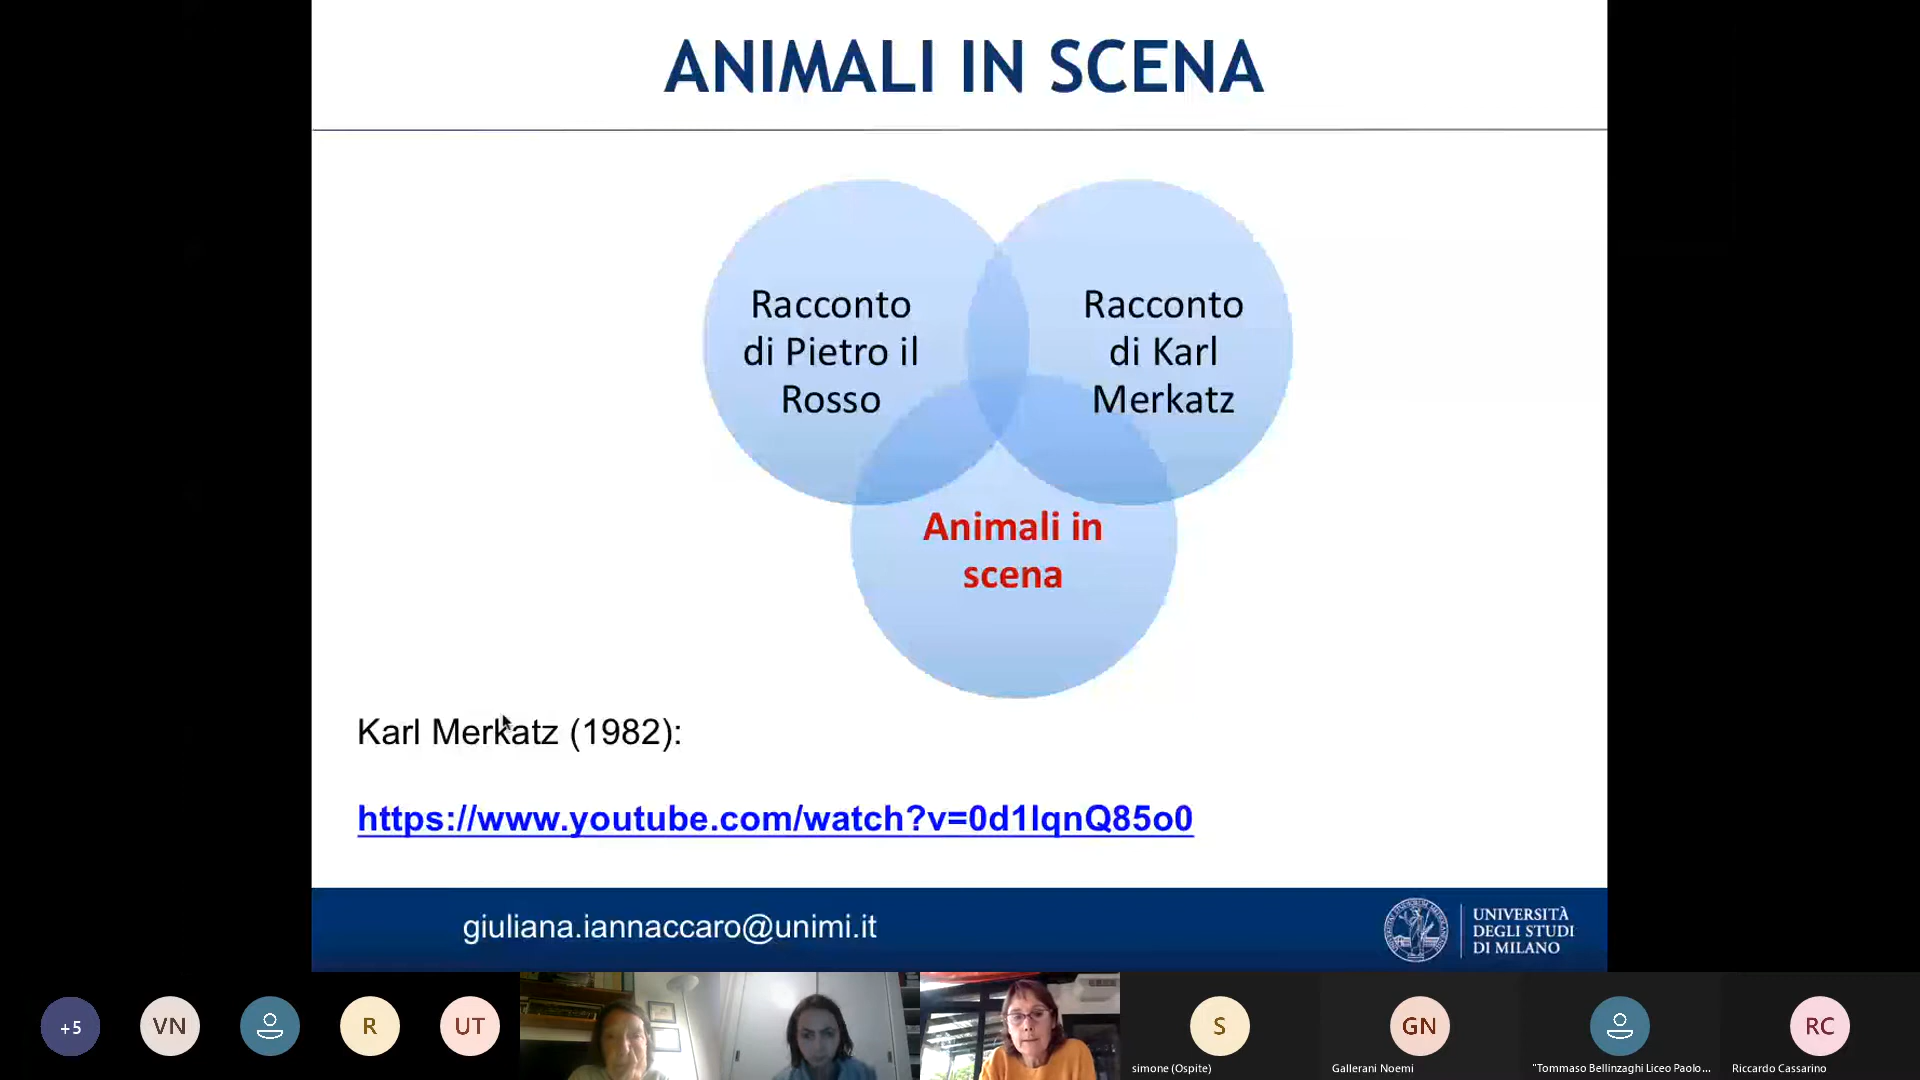 ANIMALI IN SCENA
Racconto
di Pietro il
Rosso
Racconto
di Karl
Merkatz
Animali in
scena
Karl Merkatz (1982):
https://www.youtube.com/watch?v=0d1lqnQ85o0
giuliana.iannaccaro@unimi.it
UNIVERSITÀ
DEGLI STUDI
DI MILANO
+5
VN
R
UT
S
GN
RC
simone (Ospite)
Gallerani Noemi
"Tommaso Bellinzaghi Liceo Paolo...
Riccardo Cassarino